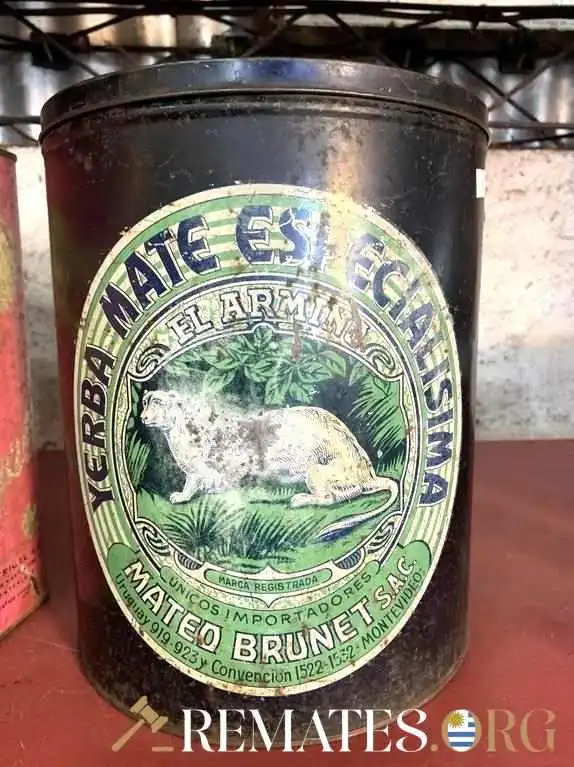 YERBA MATE ESPECIALISIMA
EL ARMIÑO
MARCA REGISTRADA
UNICOS IMPORTADORES
MATEO BRUNET S.A.C.
Uruguay 919-923 y Convención 1522-1532-MONTEVIDEO
REMATES.ORG